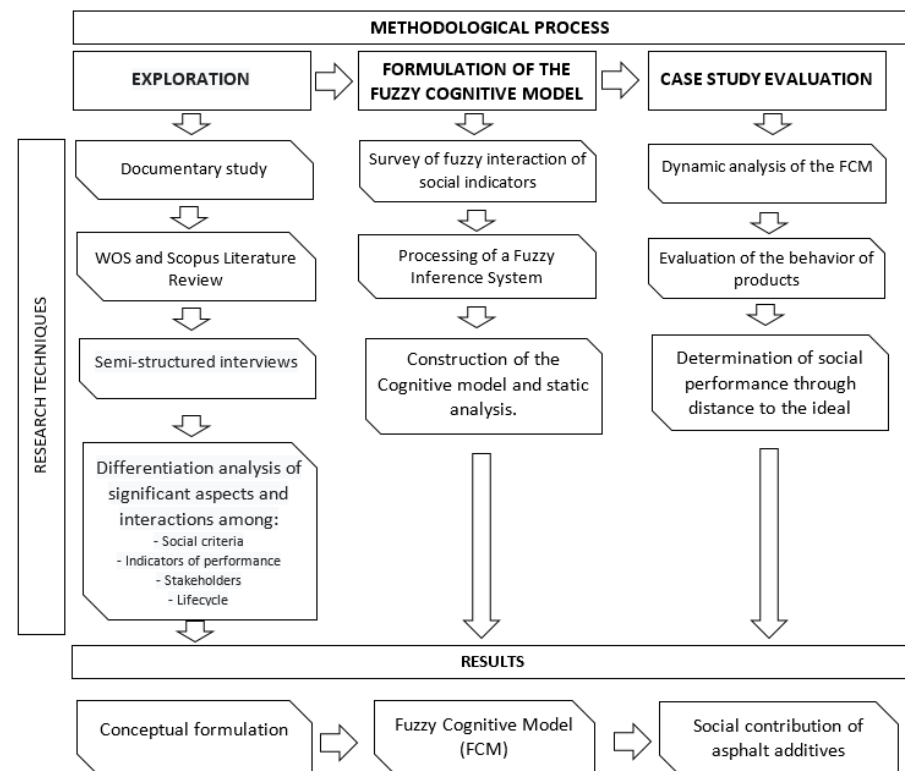 METHODOLOGICAL PROCESS
EXPLORATION
FORMULATION OF THE
FUZZY COGNITIVE MODEL
CASE STUDY EVALUATION
RESEARCH TECHNIQUES
Documentary study
WOS and Scopus Literature
Review
Semi-structured interviews
Differentiation analysis of
significant aspects and
interactions among:
- Social criteria
- Indicators of performance
- Stakeholders
- Lifecycle
Survey of fuzzy interaction of
social indicators
Processing of a Fuzzy
Inference System
Construction of the
Cognitive model and static
analysis.
Dynamic analysis of the FCM
Evaluation of the behavior of
products
Determination of social
performance through
distance to the ideal
RESULTS
Conceptual formulation
Fuzzy Cognitive Model
(FCM)
Social contribution of
asphalt additives